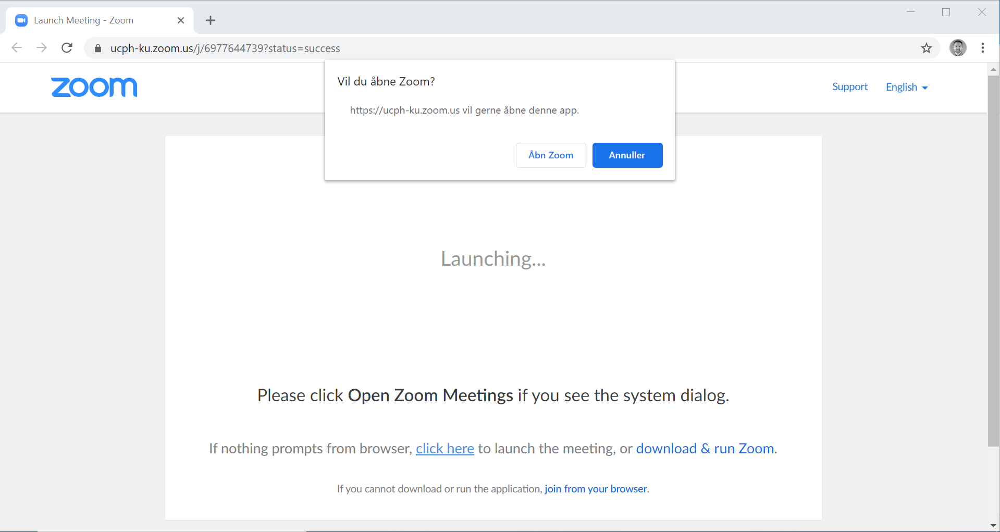 Launch Meeting - Zoom
ucph-ku.zoom.us/j/6977644739?status=success
zoom
Support
English
Vil du åbne Zoom?
https://ucph-ku.zoom.us vil gerne åbne denne app.
Åbn Zoom
Annuller
Launching...
Please click Open Zoom Meetings if you see the system dialog.
If nothing prompts from browser, click here to launch the meeting, or download & run Zoom.
If you cannot download or run the application, join from your browser.